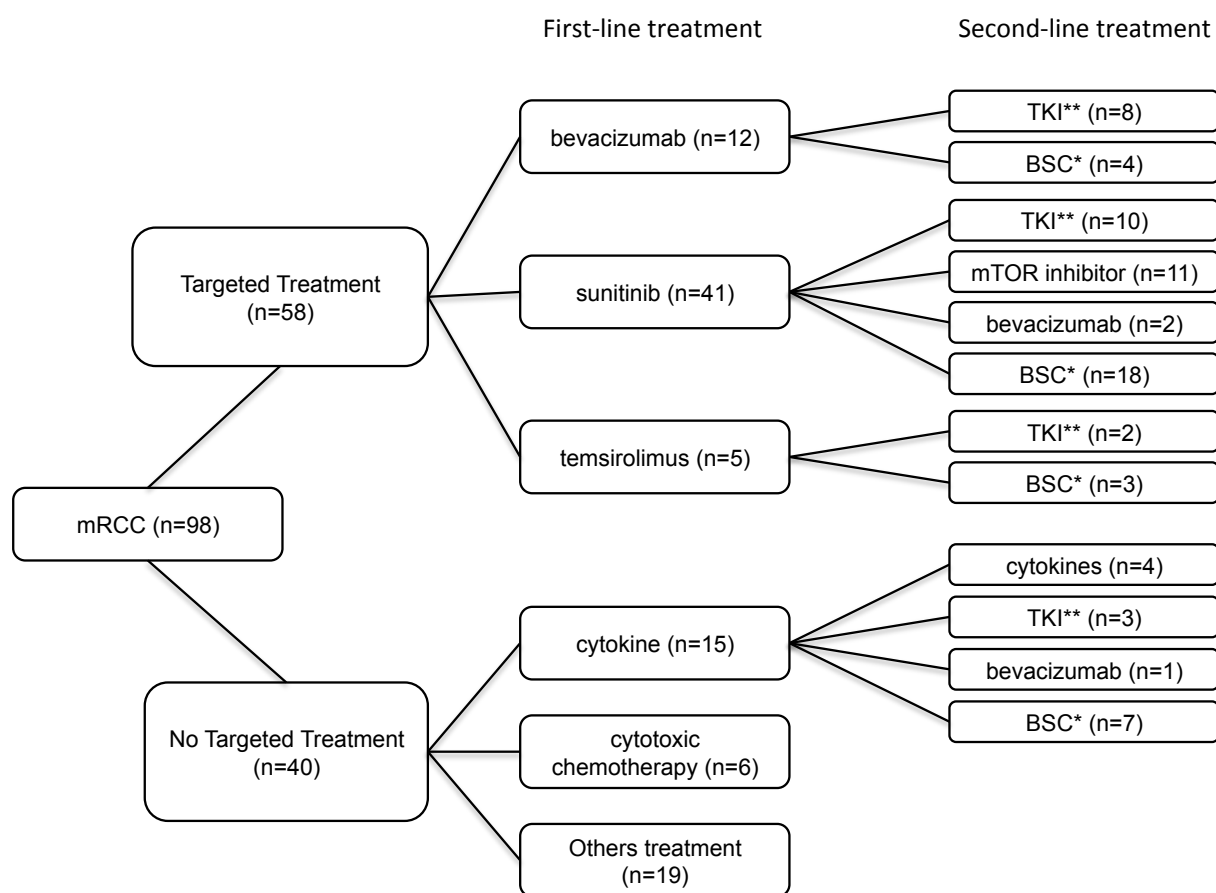 First-line treatment
Second-line treatment
mRCC (n=98)
Targeted Treatment
(n=58)
bevacizumab (n=12)
TKI** (n=8)
BSC* (n=4)
sunitinib (n=41)
TKI** (n=10)
mTOR inhibitor (n=11)
bevacizumab (n=2)
BSC* (n=18)
temsirolimus (n=5)
TKI** (n=2)
BSC* (n=3)
No Targeted Treatment
(n=40)
cytokine (n=15)
cytokines (n=4)
TKI** (n=3)
bevacizumab (n=1)
BSC* (n=7)
cytotoxic
chemotherapy (n=6)
Others treatment
(n=19)